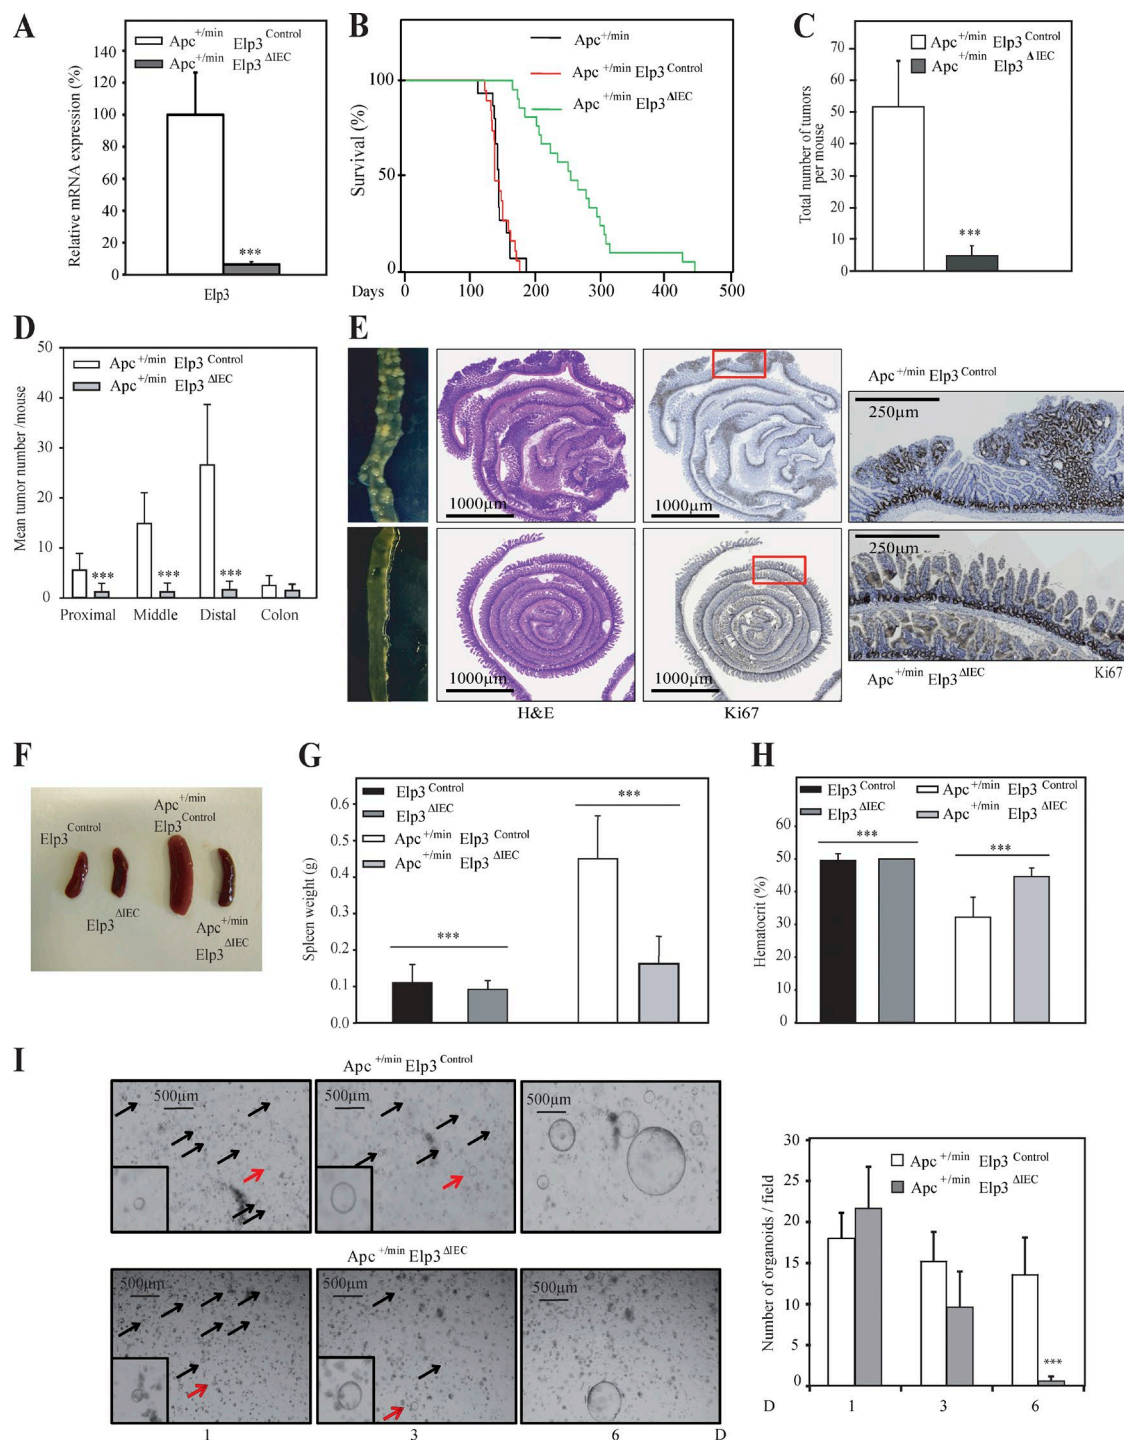 A
Apc+/min Elp3Control
Apc+/min Elp3ΔIEC
Relative mRNA expression (%)
140
120
100
80
60
40
20
0
***
Elp3
B
Apc+/min
Apc+/min Elp3Control
Apc+/min Elp3ΔIEC
Survival (%)
100
50
0
Days
0 100 200 300 400 500
C
Apc+/min Elp3Control
Apc+/min Elp3ΔIEC
Total number of tumors
per mouse
70
60
50
40
30
20
10
0
***
D
Apc+/min Elp3Control
Apc+/min Elp3ΔIEC
Mean tumor number /mouse
50
40
30
20
10
0
*** *** ***
Proximal Middle Distal Colon
E
1000µm 1000µm
1000µm 1000µm
H&E Ki67
Apc+/min Elp3Control
250µm
250µm
Apc+/min Elp3ΔIEC
Ki67
F
Elp3Control
Apc+/min
Elp3Control
Elp3ΔIEC
Apc+/min
Elp3ΔIEC
G
Elp3Control
Elp3ΔIEC
Apc+/min Elp3Control
Apc+/min Elp3ΔIEC
Spleen weight (g)
0.6
0.5
0.4
0.3
0.2
0.1
0.0
***
***
H
Elp3Control Apc+/min Elp3Control
Elp3ΔIEC Apc+/min Elp3ΔIEC
Hematocrit (%)
60
50
40
30
20
10
0
***
***
I
Apc+/min Elp3Control
500µm 500µm 500µm
Apc+/min Elp3ΔIEC
500µm 500µm 500µm
1 3 6 D
Apc+/min Elp3Control
Apc+/min Elp3ΔIEC
Number of organoids / field
30
25
20
15
10
5
0
***
D 1 3 6